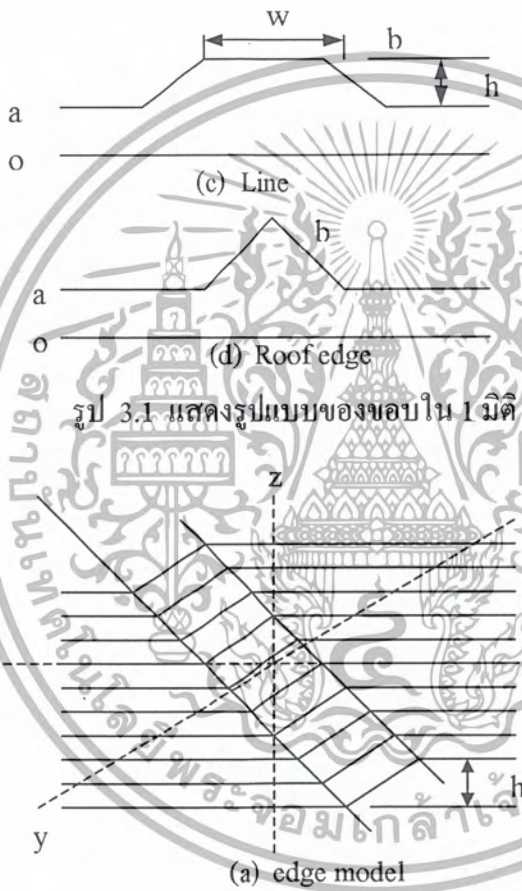 w
b
h
a
o
(c) Line
b
a
o
(d) Roof edge
รูป 3.1 แสดงรูปแบบของขอบใน 1 มิติ
z
h
y
(a) edge model